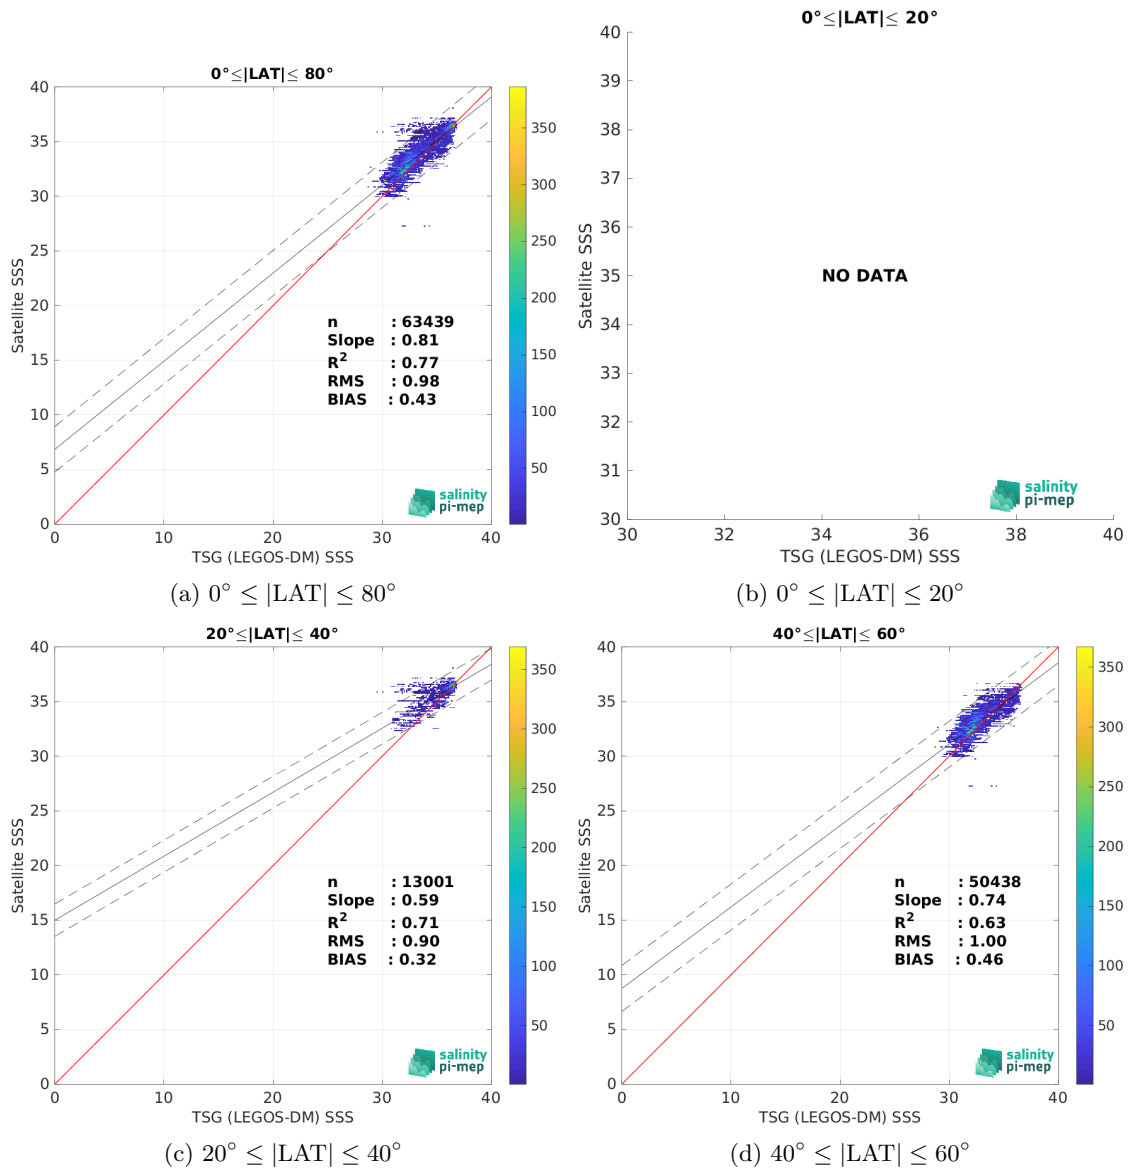 0°≤|LAT|≤ 80°
40
35
30
25
20
15
10
5
0
Satellite SSS
0
10
20
30
40
TSG (LEGOS-DM) SSS
n : 63439
Slope : 0.81
R² : 0.77
RMS : 0.98
BIAS : 0.43
salinity
pi-mep
350
300
250
200
150
100
50
(a) 0° ≤ |LAT| ≤ 80°
0°≤|LAT|≤ 20°
40
39
38
37
36
35
34
33
32
31
30
Satellite SSS
NO DATA
30
32
34
36
38
40
TSG (LEGOS-DM) SSS
salinity
pi-mep
(b) 0° ≤ |LAT| ≤ 20°
20°≤|LAT|≤ 40°
40
35
30
25
20
15
10
5
0
Satellite SSS
0
10
20
30
40
TSG (LEGOS-DM) SSS
n : 13001
Slope : 0.59
R² : 0.71
RMS : 0.90
BIAS : 0.32
salinity
pi-mep
350
300
250
200
150
100
50
(c) 20° ≤ |LAT| ≤ 40°
40°≤|LAT|≤ 60°
40
35
30
25
20
15
10
5
0
Satellite SSS
0
10
20
30
40
TSG (LEGOS-DM) SSS
n : 50438
Slope : 0.74
R² : 0.63
RMS : 1.00
BIAS : 0.46
salinity
pi-mep
350
300
250
200
150
100
50
(d) 40° ≤ |LAT| ≤ 60°